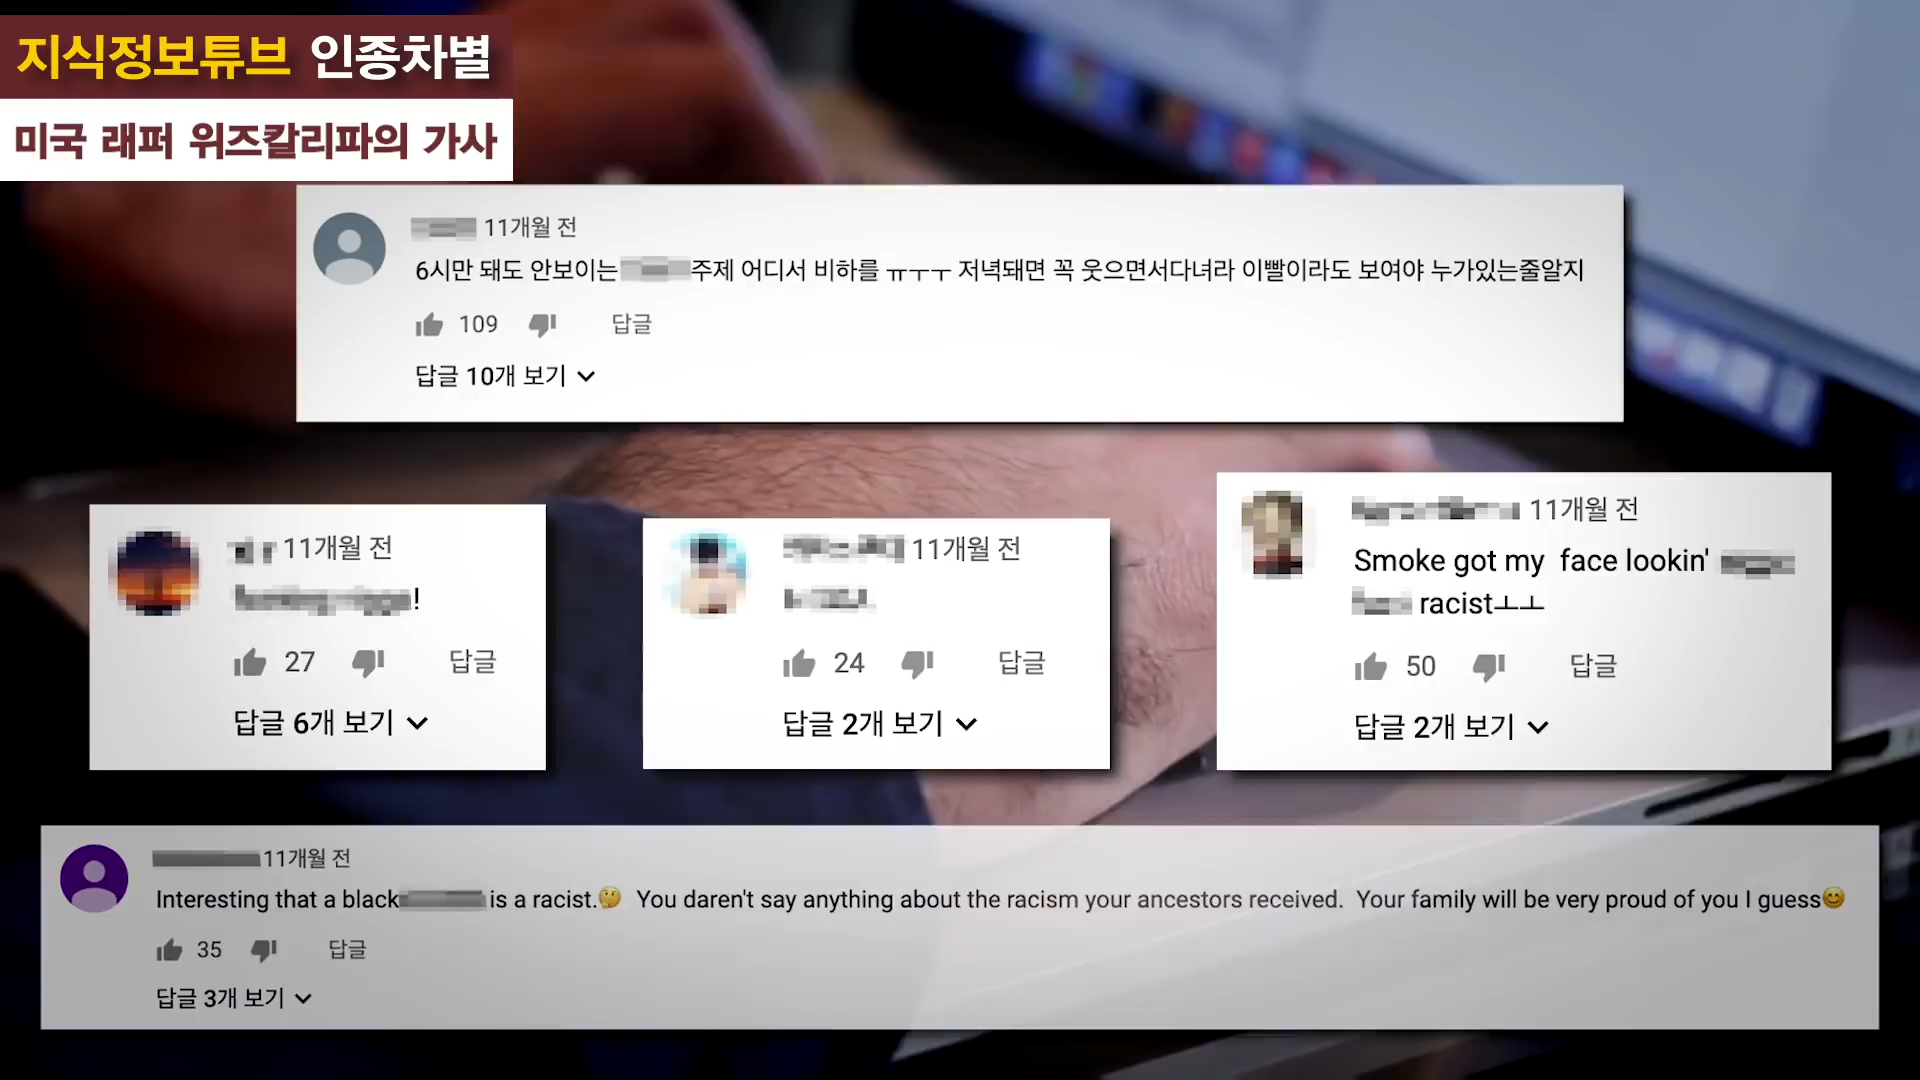 지식정보튜브 인종차별
미국 래퍼 위즈칼리파의 가사
11개월 전
6시만 돼도 안보이는 주제 어디서 비하를 ㅠㅜㅜ 저녁돼면 꼭 웃으면서다녀라 이빨이라도 보여야 누가있는줄알지
109 답글
답글 10개 보기
11개월 전
!
27 답글
답글 6개 보기
11개월 전
24 답글
답글 2개 보기
11개월 전
Smoke got my face lookin'
racistㅗㅗ
50 답글
답글 2개 보기
11개월 전
Interesting that a black is a racist.🤔 You daren't say anything about the racism your ancestors received. Your family will be very proud of you I guess😊
35 답글
답글 3개 보기